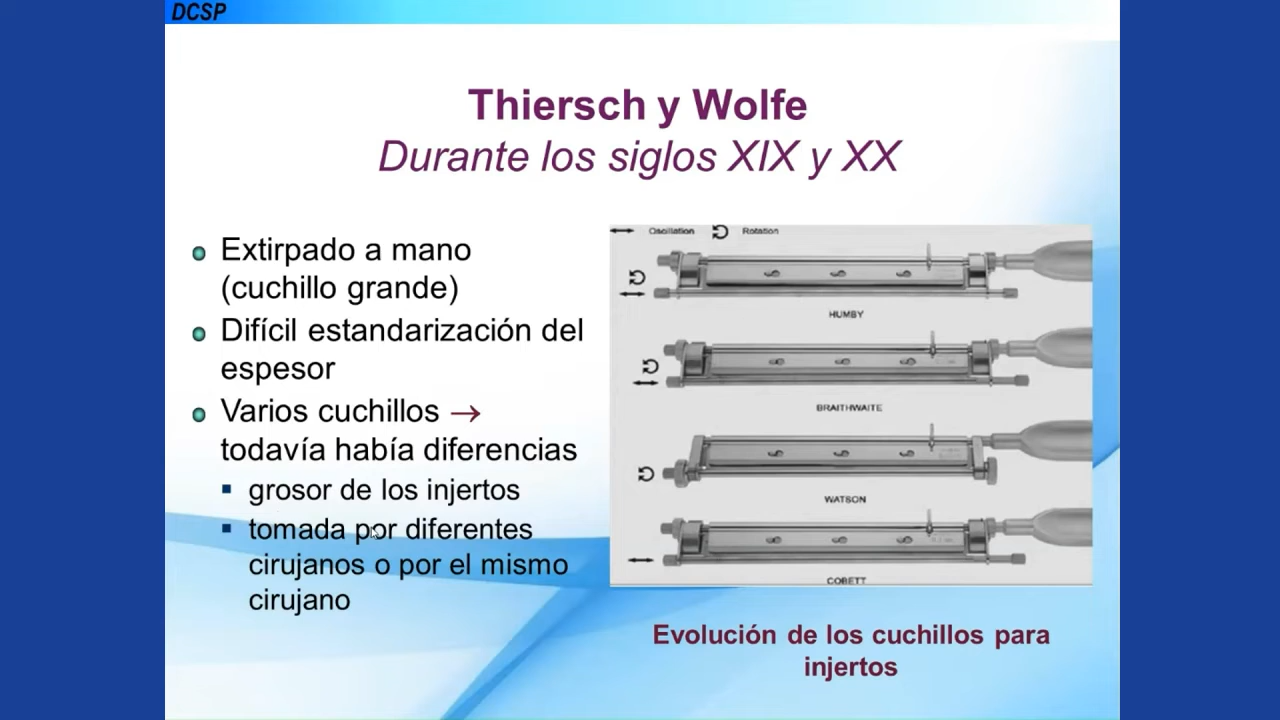 DCSP
Thiersch y Wolfe
Durante los siglos XIX y XX
Extirpado a mano
(cuchillo grande)
Difícil estandarización del
espesor
Varios cuchillos →
todavía había diferencias
grosor de los injertos
tomada por diferentes
cirujanos o por el mismo
cirujano
Oscillation Rotation
HUMBY
BRAITHWAITE
WATSON
COBETT
Evolución de los cuchillos para
injertos